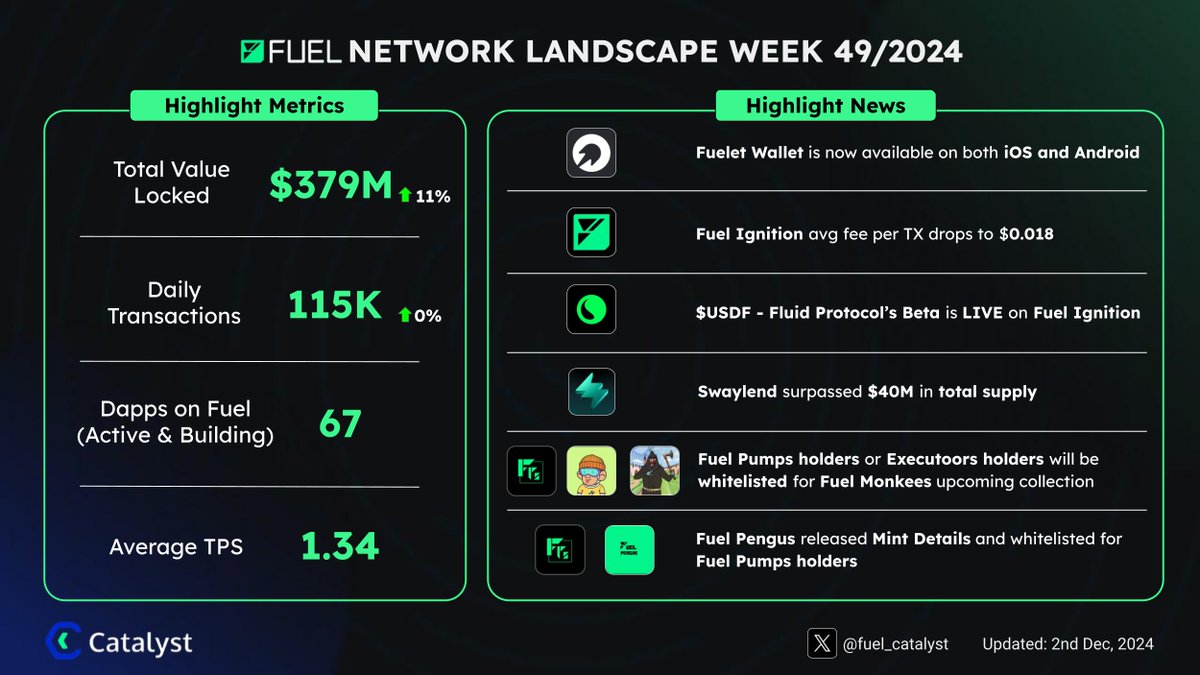 FUEL NETWORK LANDSCAPE WEEK 49/2024
Highlight Metrics
Total Value
Locked
$379M
11%
Daily
Transactions
115K
0%
Dapps on Fuel
(Active & Building)
67
Average TPS
1.34
Highlight News
Fuelet Wallet is now available on both iOS and Android
Fuel Ignition avg fee per TX drops to $0.018
$USDF - Fluid Protocol's Beta is LIVE on Fuel Ignition
Swaylend surpassed $40M in total supply
Fuel Pumps holders or Executoors holders will be
whitelisted for Fuel Monkees upcoming collection
FUEL
PENGUS
Fuel Pengus released Mint Details and whitelisted for
Fuel Pumps holders
Catalyst
@fuel_catalyst
Updated: 2nd Dec, 2024